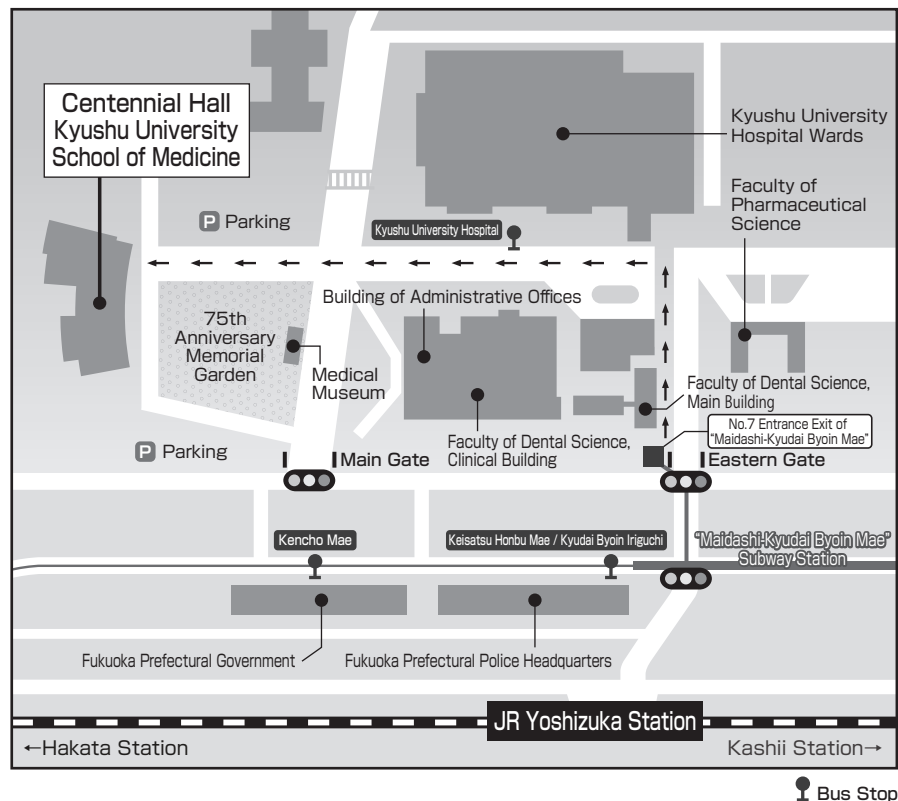 Centennial Hall
Kyushu University
School of Medicine
Kyushu University
Hospital Wards
Faculty of
Pharmaceutical
Science
P Parking
Kyushu University Hospital
Building of Administrative Offices
75th
Anniversary
Memorial
Garden
Medical
Museum
Faculty of Dental Science,
Main Building
No.7 Entrance Exit of
"Maidashi-Kyudai Byoin Mae"
Faculty of Dental Science,
Clinical Building
P Parking
Main Gate
Eastern Gate
Kencho Mae
Keisatsu Honbu Mae / Kyudai Byoin Iriguchi
"Maidashi-Kyudai Byoin Mae"
Subway Station
Fukuoka Prefectural Government
Fukuoka Prefectural Police Headquarters
JR Yoshizuka Station
←Hakata Station
Kashii Station→
Bus Stop